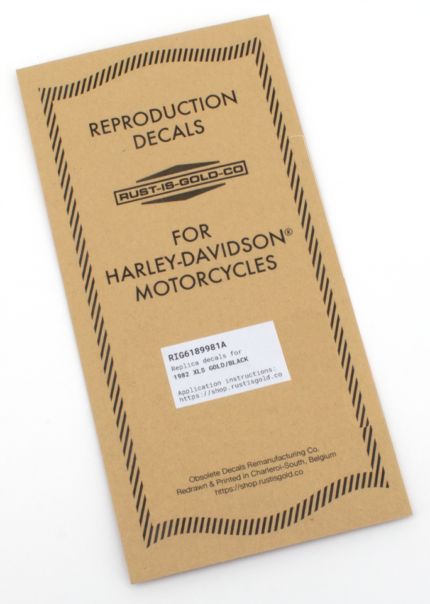 REPRODUCTION
DECALS
RUST-IS-GOLD-CO
FOR
HARLEY-DAVIDSON®
MOTORCYCLES
RIG6189981A
Replica decals for
1982 XLS GOLD/BLACK
Application instructions:
https://shop.rustisgold.co
Obsolete Decals Remanufacturing Co.
Redrawn & Printed in Charleroi-South, Belgium
https://shop.rustisgold.co